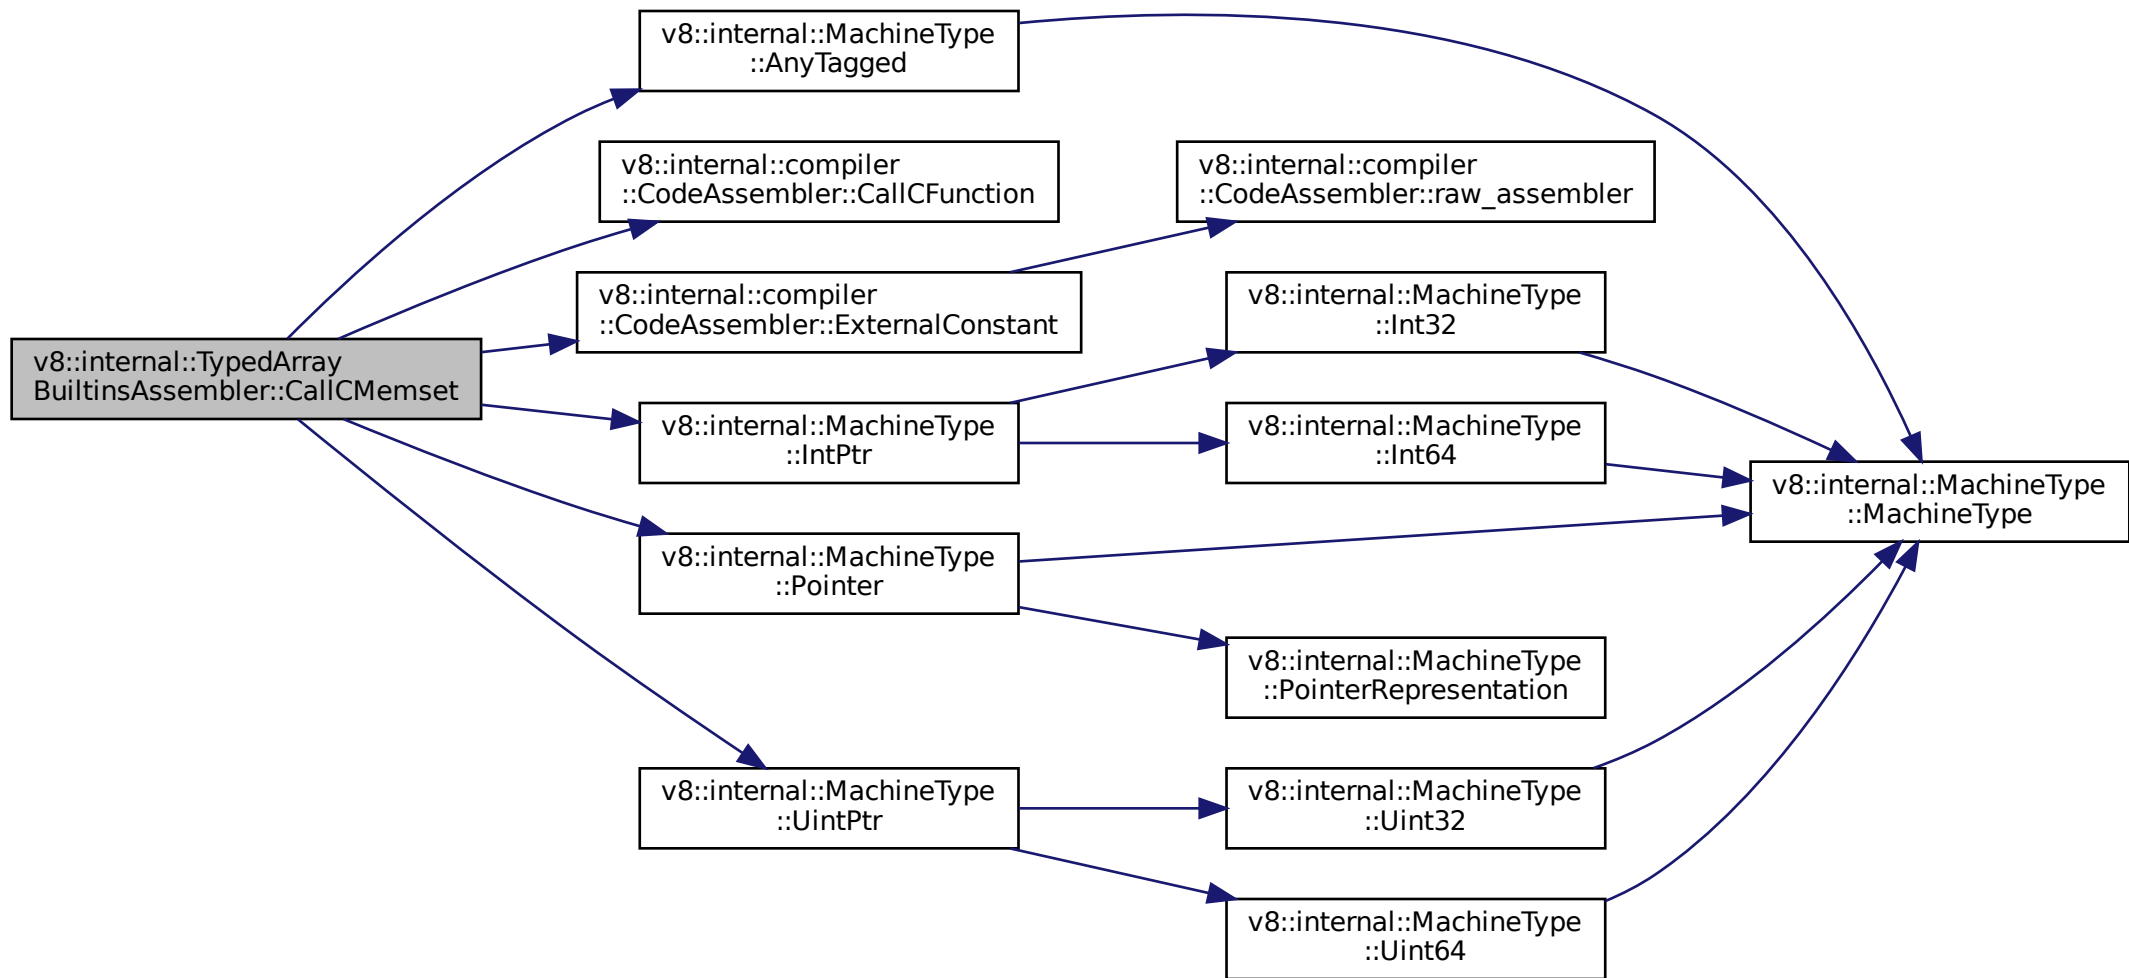 v8::internal::MachineType
::AnyTagged
v8::internal::compiler
::CodeAssembler::CallCFunction
v8::internal::compiler
::CodeAssembler::raw_assembler
v8::internal::compiler
::CodeAssembler::ExternalConstant
v8::internal::MachineType
::Int32
v8::internal::TypedArray
BuiltinsAssembler::CallCMemset
v8::internal::MachineType
::IntPtr
v8::internal::MachineType
::Int64
v8::internal::MachineType
::MachineType
v8::internal::MachineType
::Pointer
v8::internal::MachineType
::PointerRepresentation
v8::internal::MachineType
::UintPtr
v8::internal::MachineType
::Uint32
v8::internal::MachineType
::Uint64